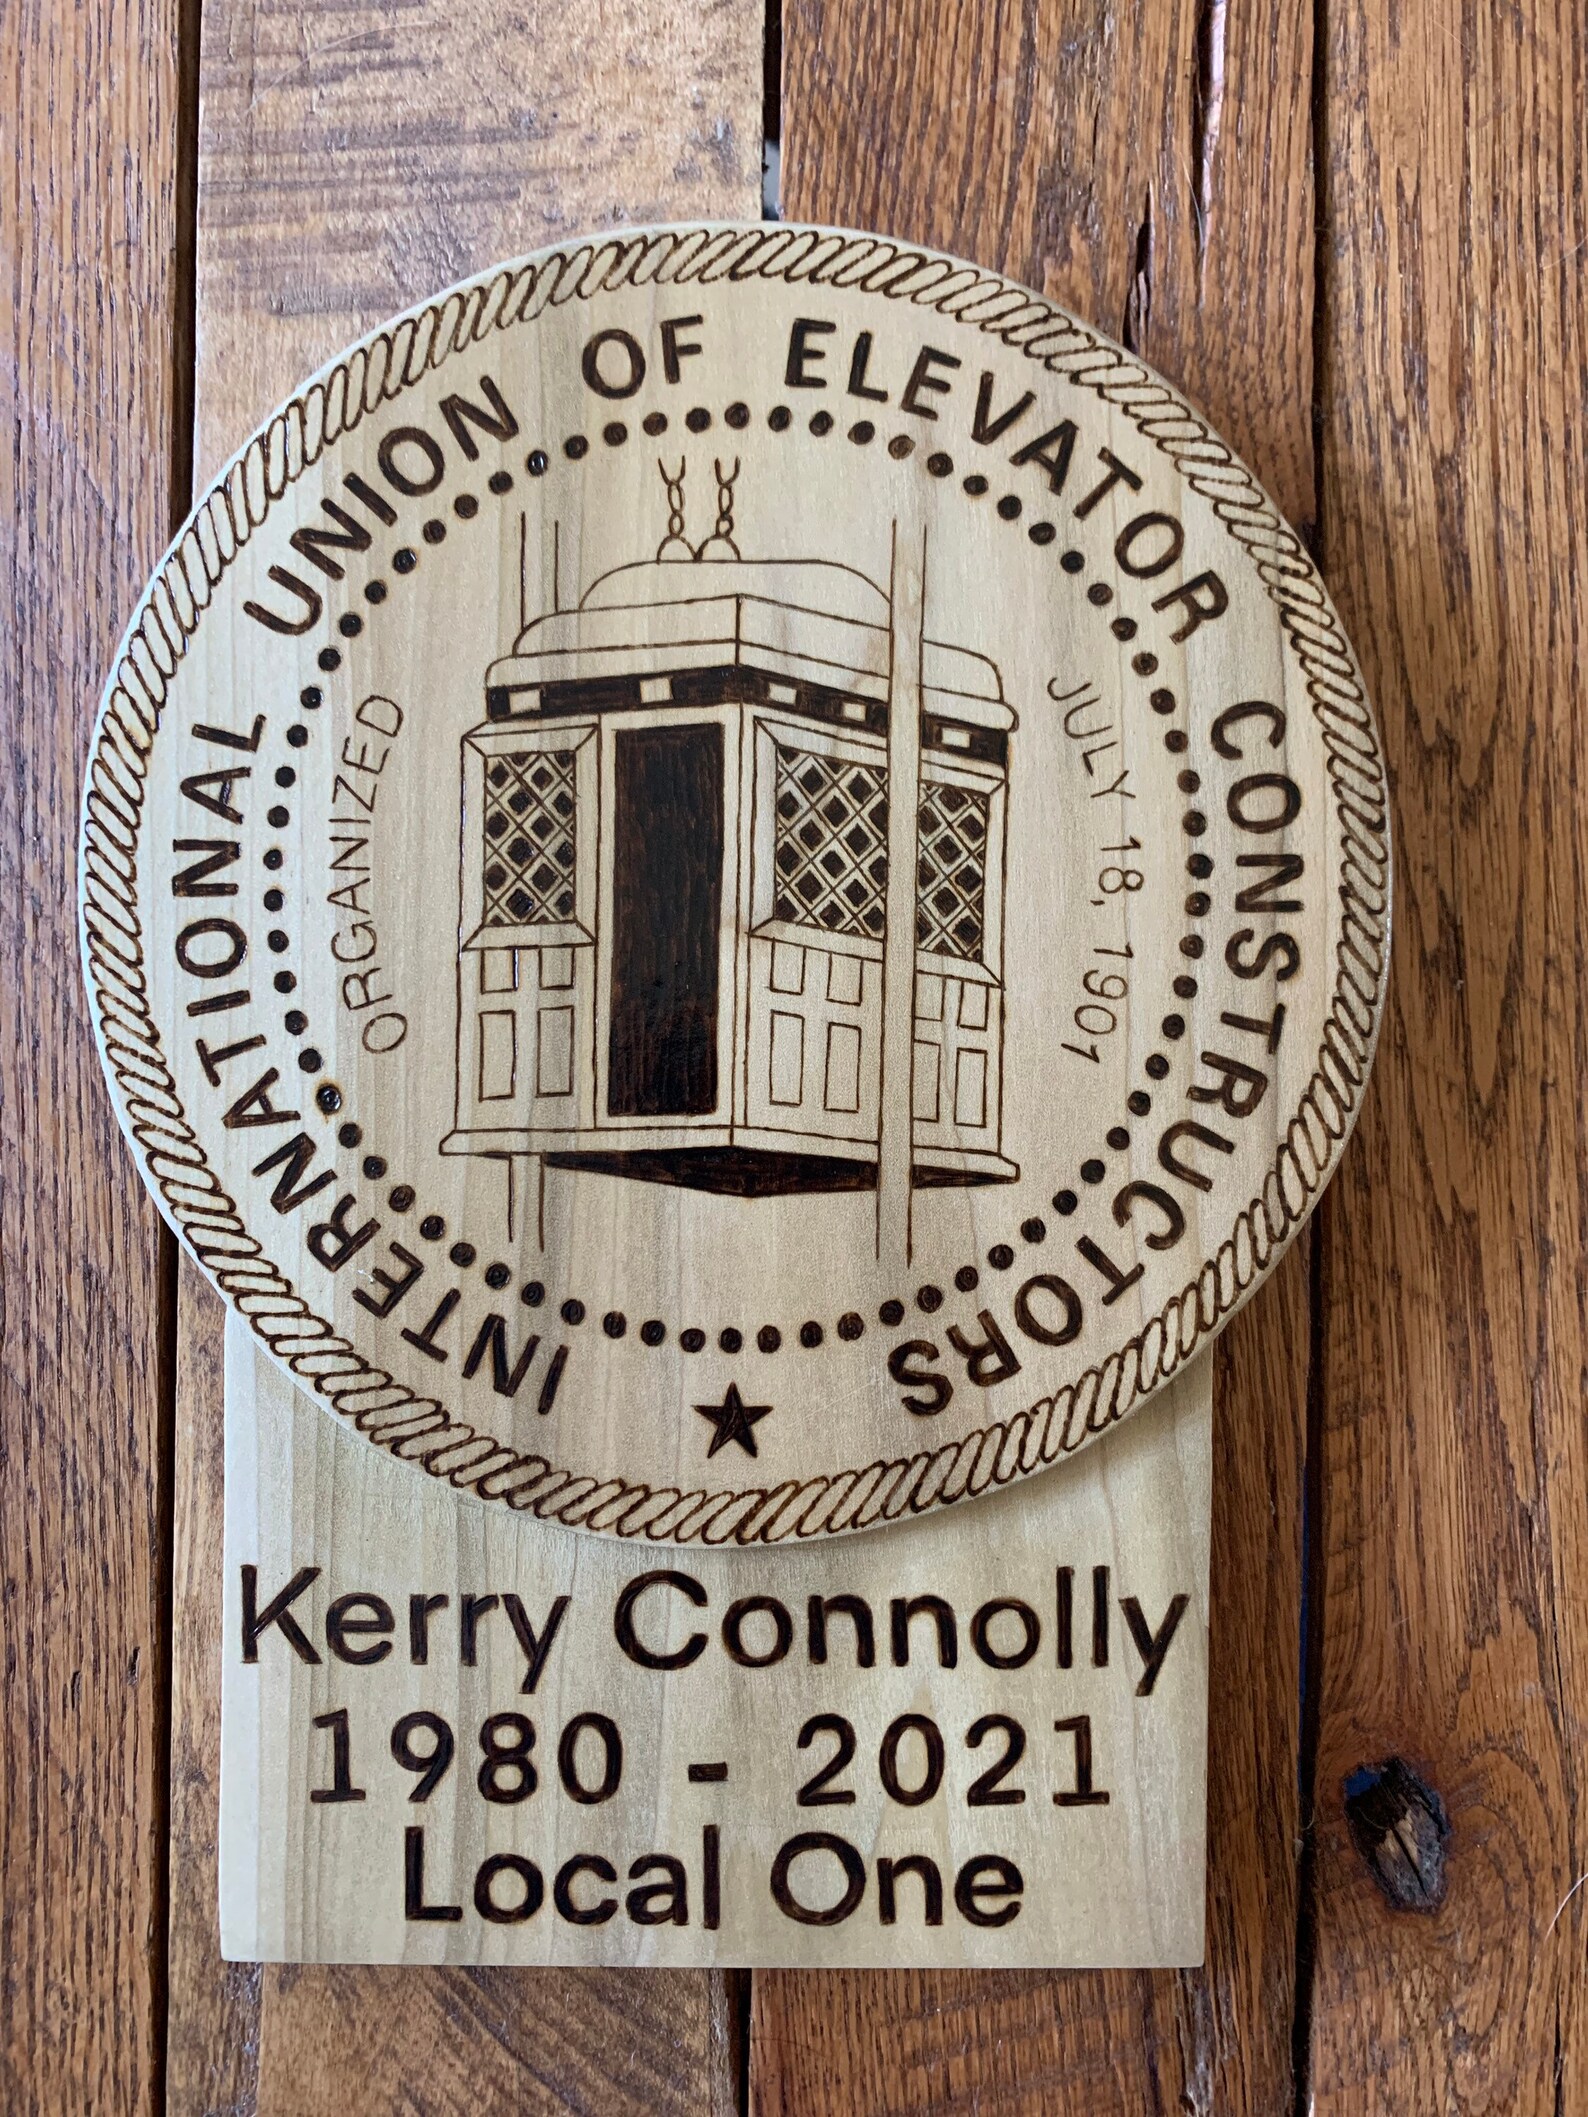 INTERNATIONAL UNION OF ELEVATOR CONSTRUCTORS
ORGANIZED
JULY 18, 1901
Kerry Connolly
1980 - 2021
Local One